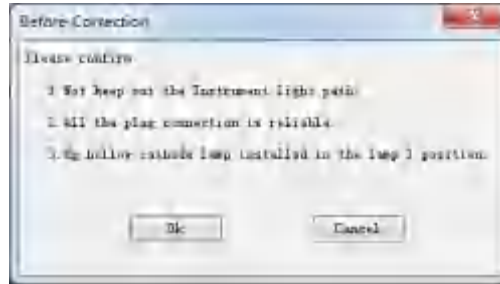 Before Connection
Please confirm
1 Not keep out the Instrument light path.
2 All the plug connection is reliable.
3. hollow cathode lamp installed in the lamp position.
Ok
Cancel